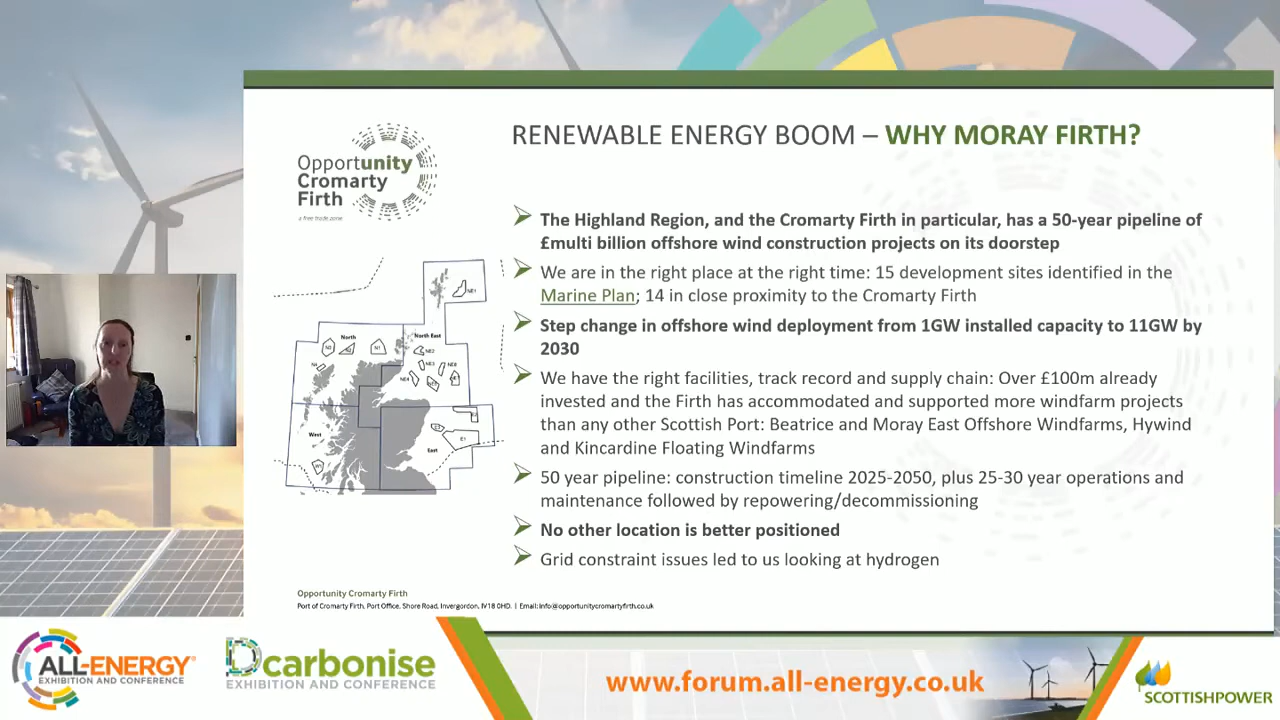 RENEWABLE ENERGY BOOM – WHY MORAY FIRTH?
Opportunity
Cromarty
Firth
a free trade zone
The Highland Region, and the Cromarty Firth in particular, has a 50-year pipeline of
£multi billion offshore wind construction projects on its doorstep
We are in the right place at the right time: 15 development sites identified in the
Marine Plan; 14 in close proximity to the Cromarty Firth
Step change in offshore wind deployment from 1GW installed capacity to 11GW by
2030
We have the right facilities, track record and supply chain: Over £100m already
invested and the Firth has accommodated and supported more windfarm projects
than any other Scottish Port: Beatrice and Moray East Offshore Windfarms, Hywind
and Kincardine Floating Windfarms
50 year pipeline: construction timeline 2025-2050, plus 25-30 year operations and
maintenance followed by repowering/decommissioning
No other location is better positioned
Grid constraint issues led to us looking at hydrogen
NE1
North
North East
N1
NE2
West
East
E1
Opportunity Cromarty Firth
Port of Cromarty Firth, Port Office, Shore Road, Invergordon, IV18 0HD. | Email: info@opportunitycromartyfirth.co.uk
ALL-ENERGY
EXHIBITION AND CONFERENCE
Dcarbonise
EXHIBITION AND CONFERENCE
www.forum.all-energy.co.uk
SCOTTISHPOWER